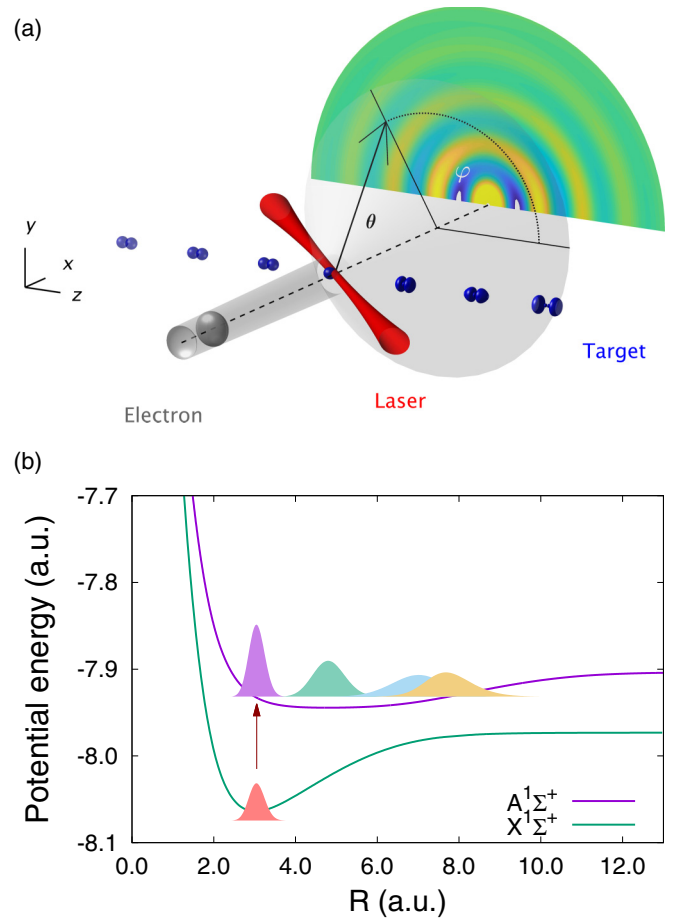 (a)
φ
θ
y
x
z
Target
Laser
Electron
(b)
Potential energy (a.u.)
-7.7
-7.8
-7.9
-8.0
-8.1
A¹Σ⁺
X¹Σ⁺
0.0 2.0 4.0 6.0 8.0 10.0 12.0
R (a.u.)